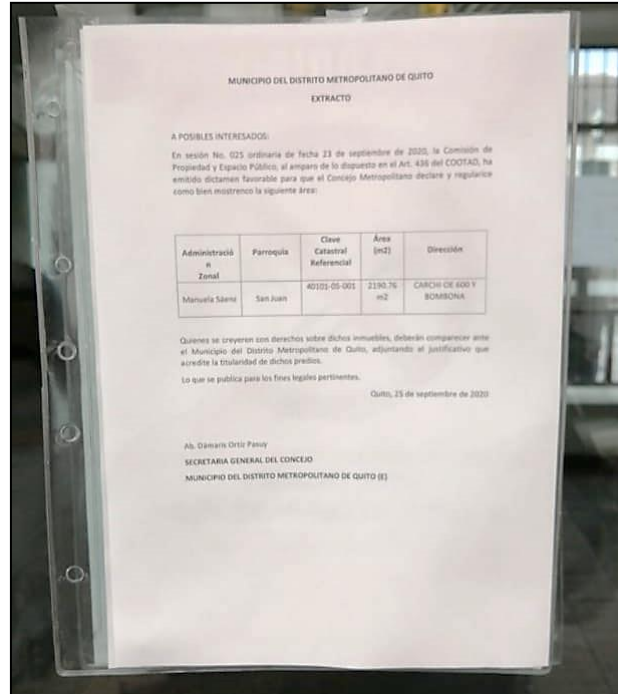 MUNICIPIO DEL DISTRITO METROPOLITANO DE QUITO
EXTRACTO
A POSIBLES INTERESADOS:
En sesión No. 025 ordinaria de fecha 23 de septiembre de 2020, la Comisión de
Propiedad y Espacio Público, al amparo de lo dispuesto en el Art. 436 del COOTAD, ha
emitido dictamen favorable para que el Concejo Metropolitano declare y regularice
como bien mostrenco la siguiente área:
Administració
n
Zonal
Parroquia
Clave
Catastral
Referencial
Área
(m2)
Dirección
Manuela Sáenz
San Juan
40101-05-001
2190.76
m2
CARCHI OE 600 Y
BOMBONA
Quienes se creyeren con derechos sobre dichos inmuebles, deberán comparecer ante
el Municipio del Distrito Metropolitano de Quito, adjuntando el justificativo que
acredite la titularidad de dichos predios.
Lo que se publica para los fines legales pertinentes.
Quito, 25 de septiembre de 2020
Ab. Damaris Ortiz Pasuy
SECRETARIA GENERAL DEL CONCEJO
MUNICIPIO DEL DISTRITO METROPOLITANO DE QUITO (E)